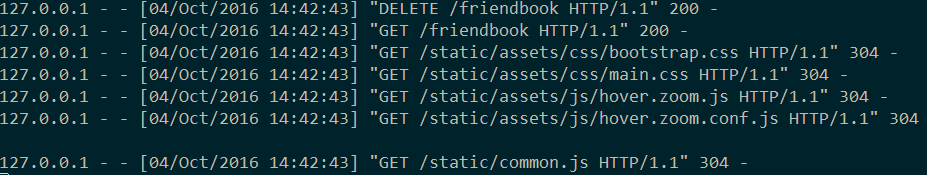 127.0.0.1 - - [04/Oct/2016 14:42:43] "DELETE /friendbook HTTP/1.1" 200 -
127.0.0.1 - - [04/Oct/2016 14:42:43] "GET /friendbook HTTP/1.1" 200 -
127.0.0.1 - - [04/Oct/2016 14:42:43] "GET /static/assets/css/bootstrap.css HTTP/1.1" 304 -
127.0.0.1 - - [04/Oct/2016 14:42:43] "GET /static/assets/css/main.css HTTP/1.1" 304 -
127.0.0.1 - - [04/Oct/2016 14:42:43] "GET /static/assets/js/hover.zoom.js HTTP/1.1" 304 -
127.0.0.1 - - [04/Oct/2016 14:42:43] "GET /static/assets/js/hover.zoom.conf.js HTTP/1.1" 304
127.0.0.1 - - [04/Oct/2016 14:42:43] "GET /static/common.js HTTP/1.1" 304 -